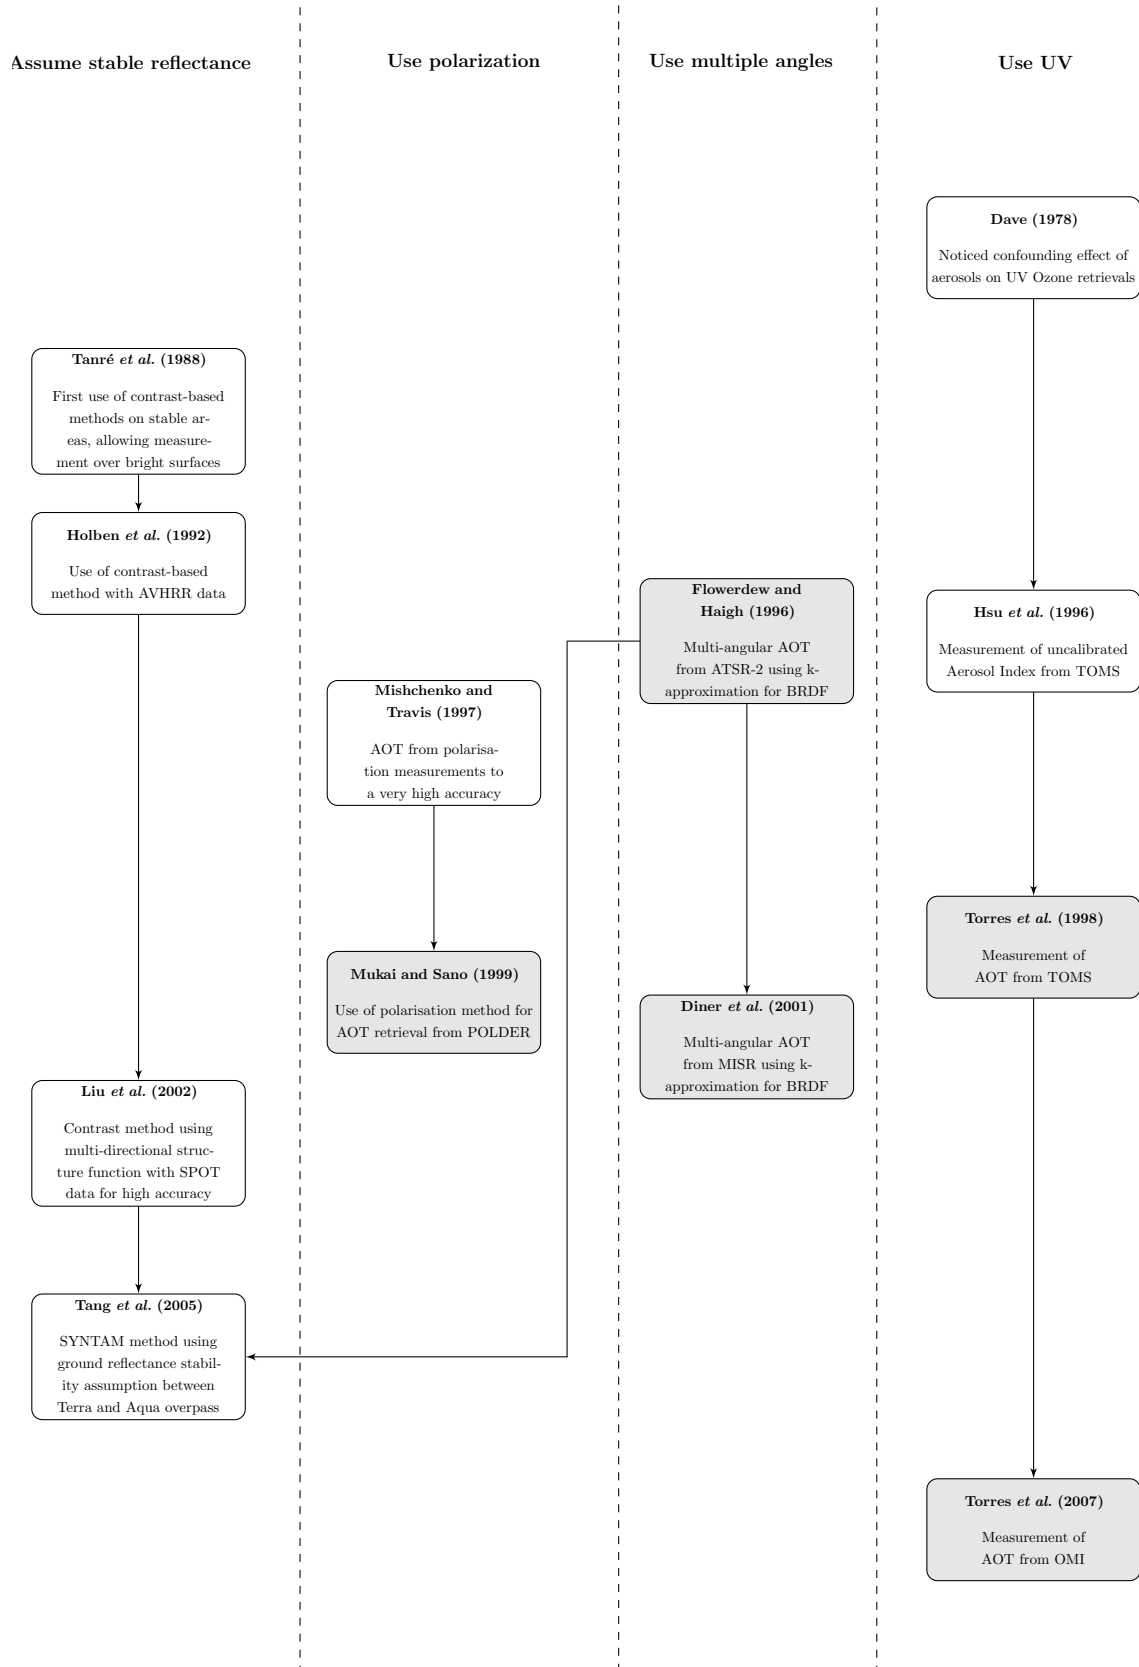 Assume stable reflectance
Tanré et al. (1988)
First use of contrast-based
methods on stable ar-
eas, allowing measure-
ment over bright surfaces
Holben et al. (1992)
Use of contrast-based
method with AVHRR data
Liu et al. (2002)
Contrast method using
multi-directional struc-
ture function with SPOT
data for high accuracy
Tang et al. (2005)
SYNTAM method using
ground reflectance stabil-
ity assumption between
Terra and Aqua overpass
Use polarization
Mishchenko and
Travis (1997)
AOT from polarisa-
tion measurements to
a very high accuracy
Mukai and Sano (1999)
Use of polarisation method for
AOT retrieval from POLDER
Use multiple angles
Flowerdew and
Haigh (1996)
Multi-angular AOT
from ATSR-2 using k-
approximation for BRDF
Diner et al. (2001)
Multi-angular AOT
from MISR using k-
approximation for BRDF
Use UV
Dave (1978)
Noticed confounding effect of
aerosols on UV Ozone retrievals
Hsu et al. (1996)
Measurement of uncalibrated
Aerosol Index from TOMS
Torres et al. (1998)
Measurement of
AOT from TOMS
Torres et al. (2007)
Measurement of
AOT from OMI